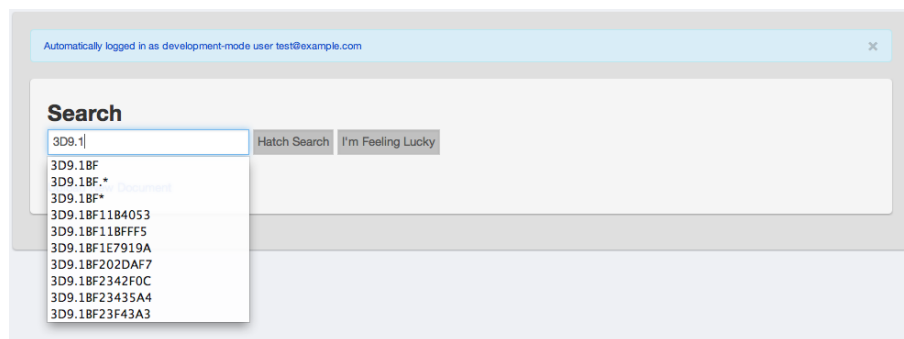 Automatically logged in as development-mode user test@example.com ×
Search
3D9.1 Hatch Search I'm Feeling Lucky
3D9.1BF
3D9.1BF.*
Document
3D9.1BF*
3D9.1BF11B4053
3D9.1BF11BFFF5
3D9.1BF1E7919A
3D9.1BF202DAF7
3D9.1BF2342F0C
3D9.1BF23435A4
3D9.1BF23F43A3